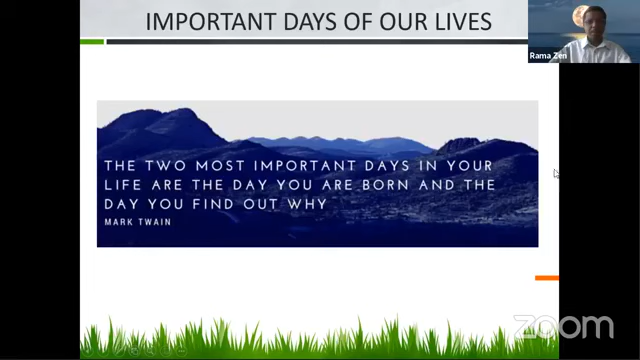 IMPORTANT DAYS OF OUR LIVES
Rama Zen
THE TWO MOST IMPORTANT DAYS IN YOUR
LIFE ARE THE DAY YOU ARE BORN AND THE
DAY YOU FIND OUT WHY
MARK TWAIN
zoom